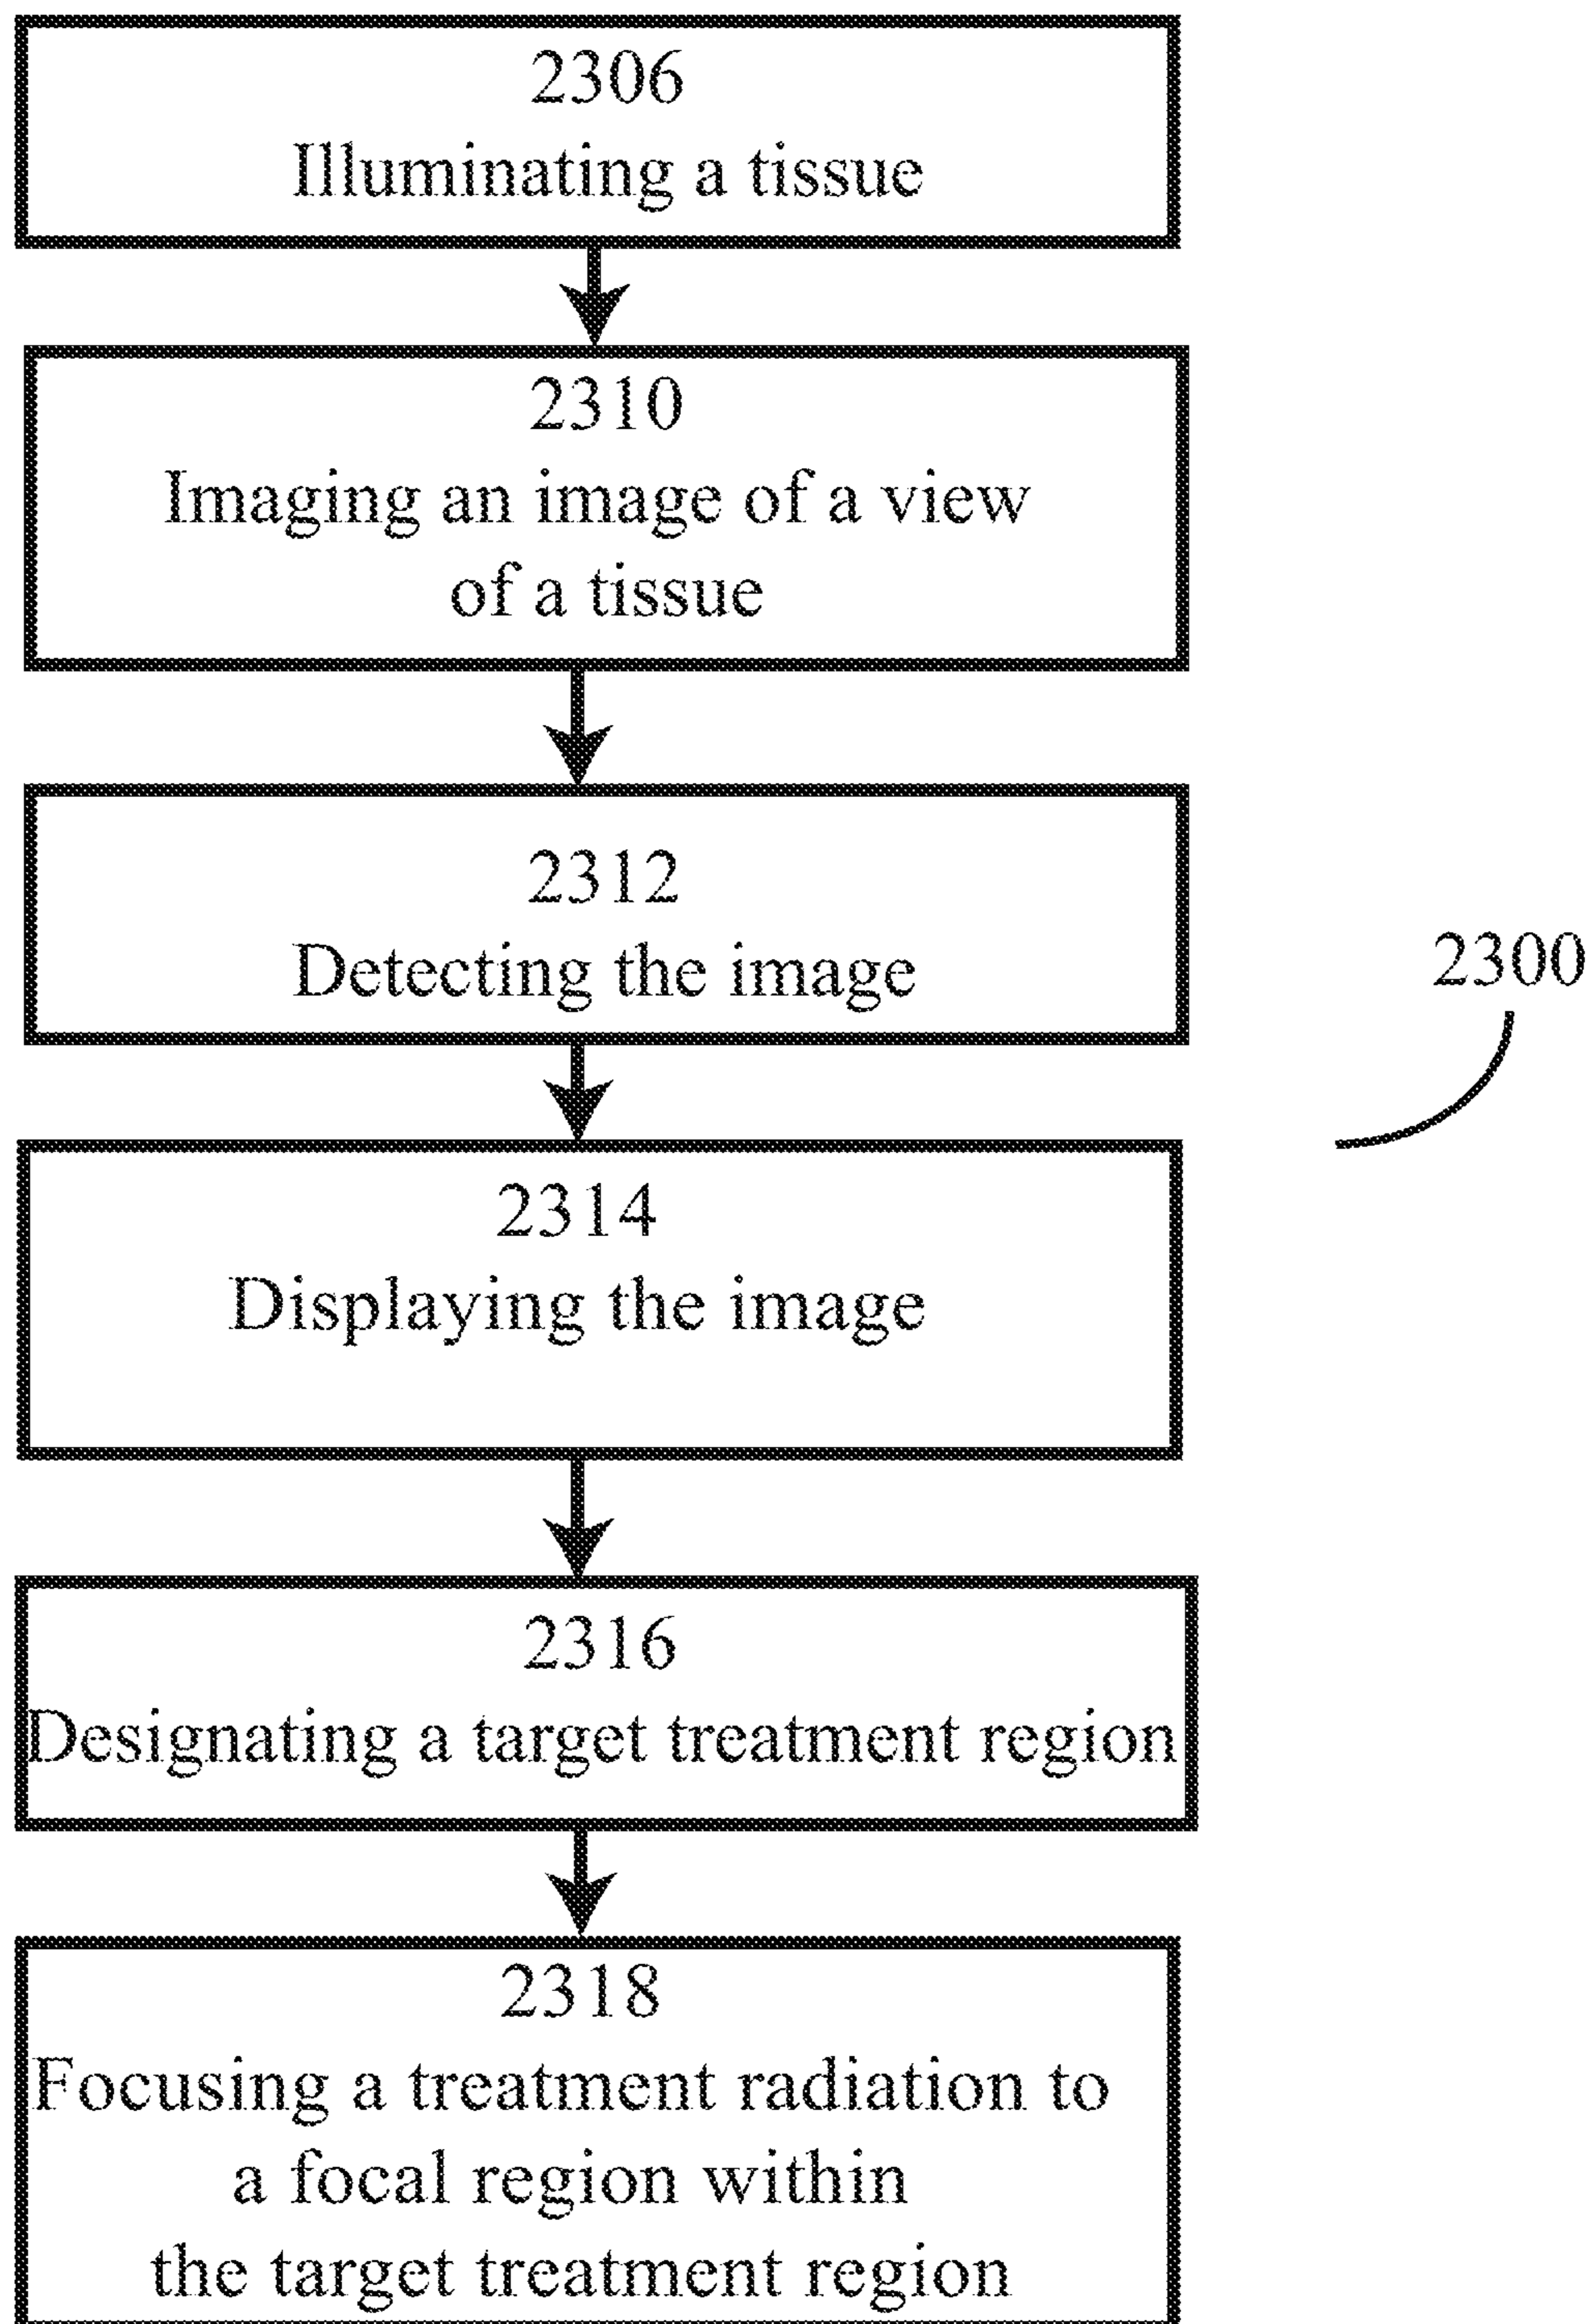 2306
Illuminating a tissue
2310
Imaging an image of a view
of a tissue
2312
Detecting the image
2300
2314
Displaying the image
2316
Designating a target treatment region
2318
Focusing a treatment radiation to
a focal region within
the target treatment region